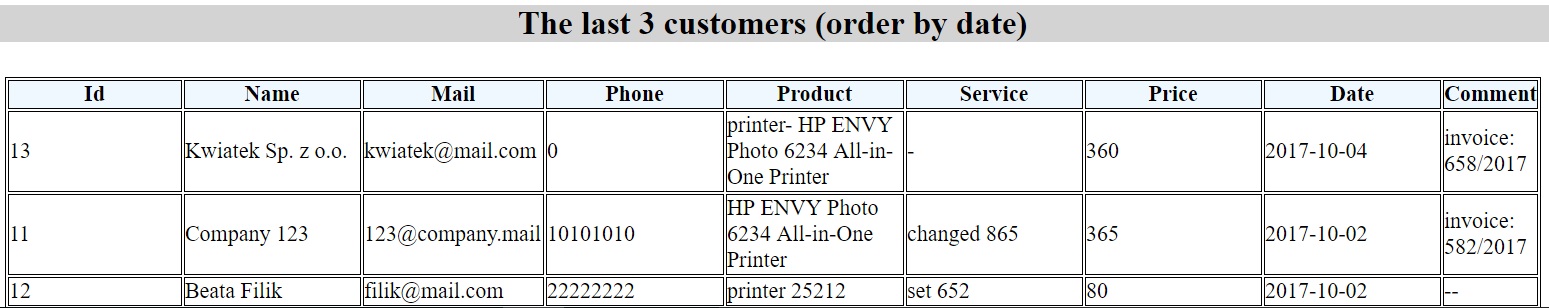 The last 3 customers (order by date)
Id Name Mail Phone Product Service Price Date Comment
13 Kwiatek Sp. z o.o. kwiatek@mail.com 0 printer- HP ENVY Photo 6234 All-in-One Printer - 360 2017-10-04 invoice: 658/2017
11 Company 123 123@company.mail 10101010 HP ENVY Photo 6234 All-in-One Printer changed 865 365 2017-10-02 invoice: 582/2017
12 Beata Filik filik@mail.com 22222222 printer 25212 set 652 80 2017-10-02 --